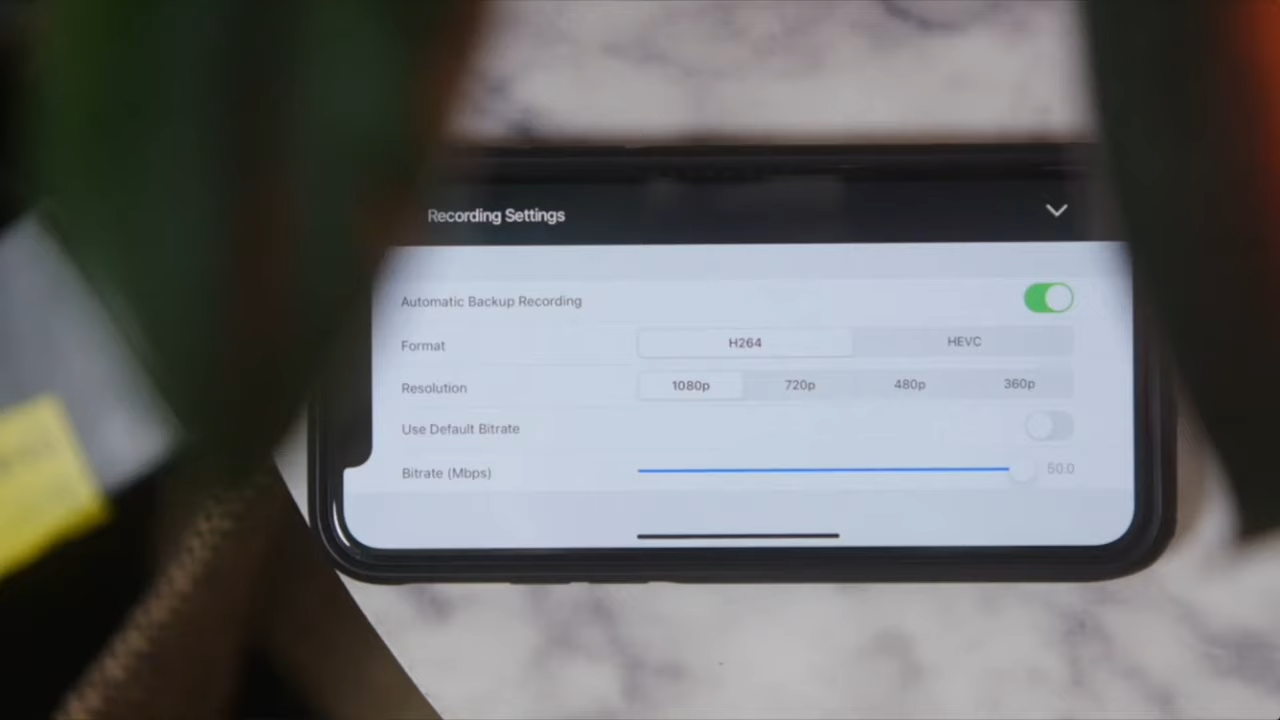 Recording Settings
Automatic Backup Recording
Format H264 HEVC
Resolution 1080p 720p 480p 360p
Use Default Bitrate
Bitrate (Mbps) 50.0